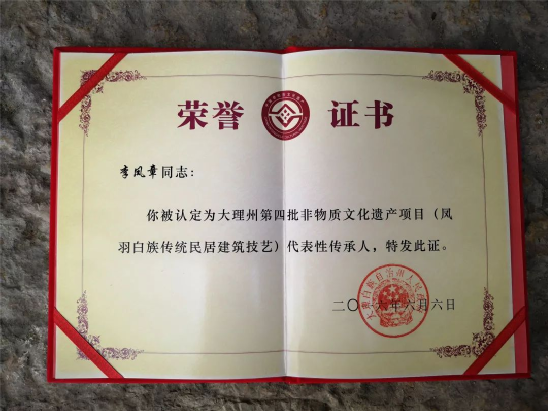 荣誉 证书
李凤章同志：
你被认定为大理州第四批非物质文化遗产项目（凤
羽白族传统民居建筑技艺）代表性传承人，特发此证。
二〇一六年六月六日